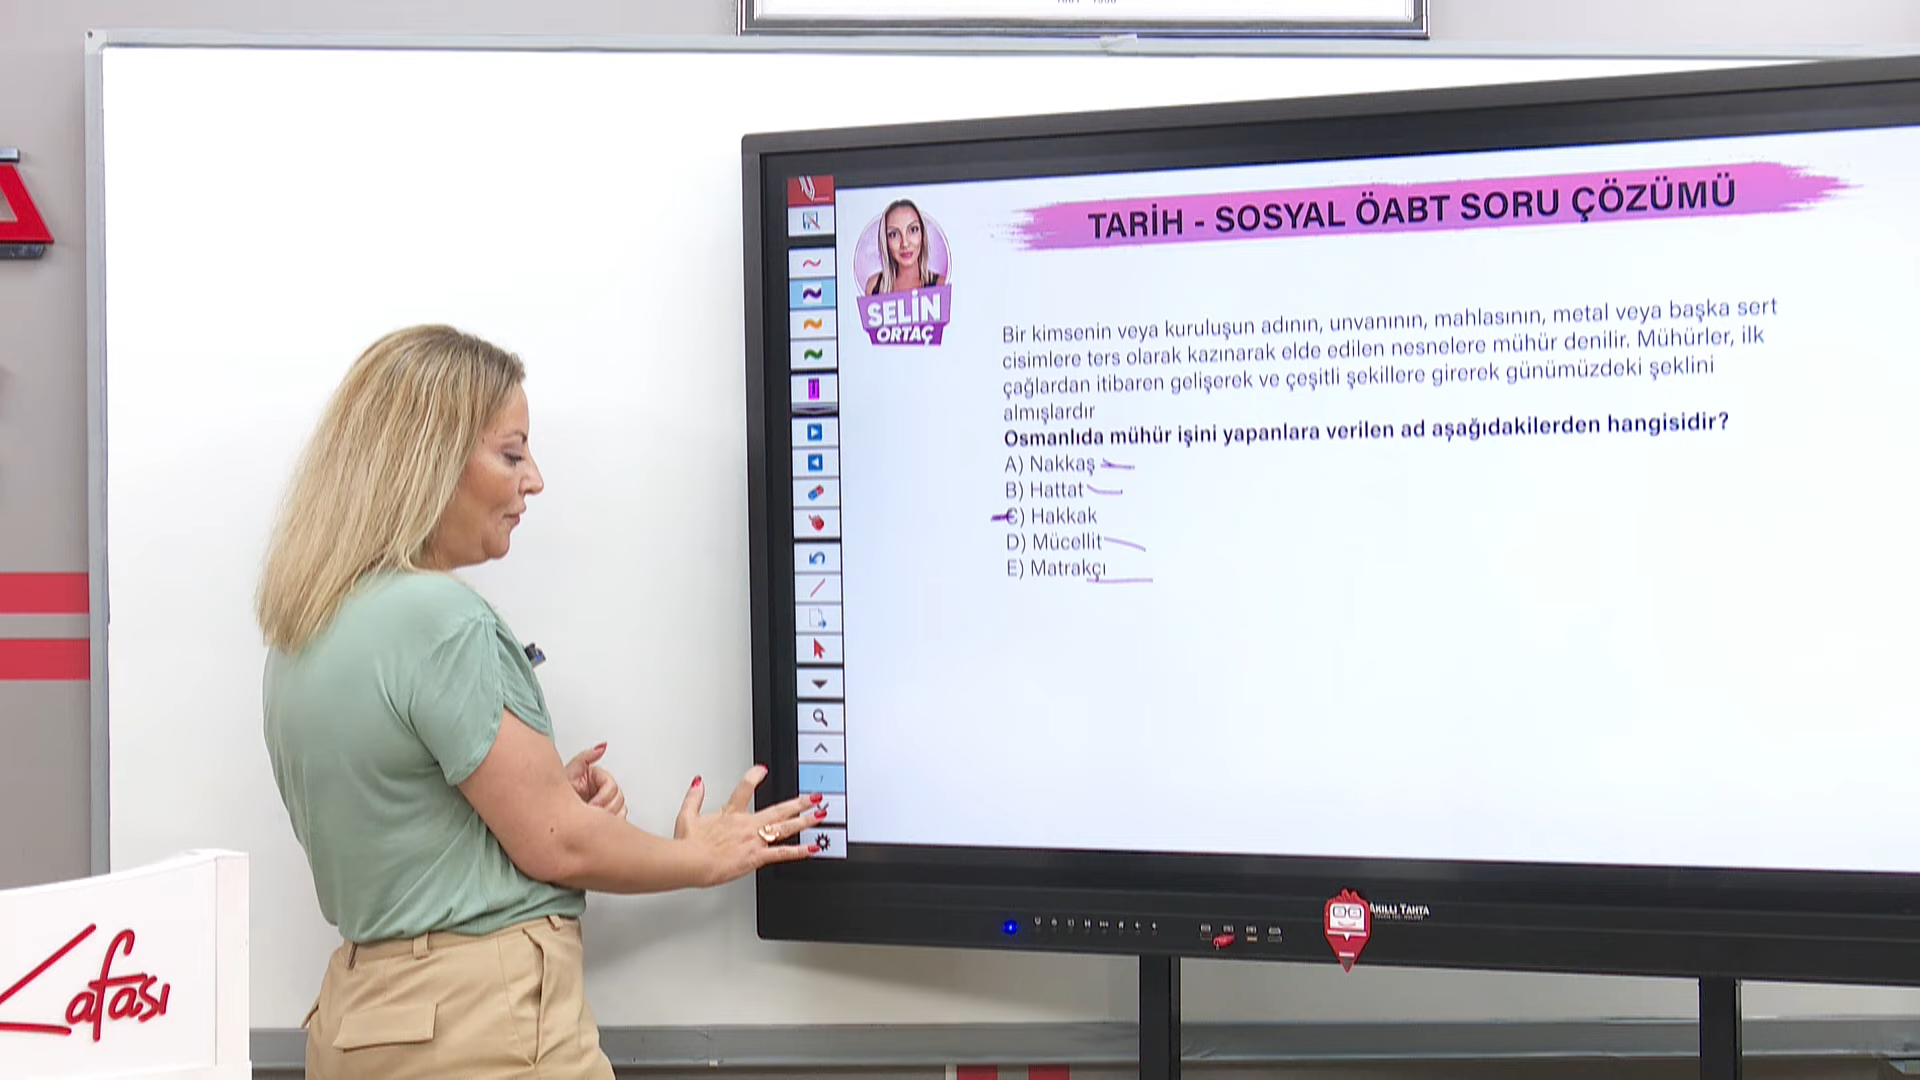 TARİH - SOSYAL ÖABT SORU ÇÖZÜMÜ
SELİN
ORTAÇ
Bir kimsenin veya kuruluşun adının, unvanının, mahlasının, metal veya başka sert
cisimlere ters olarak kazınarak elde edilen nesnelere mühür denilir. Mühürler, ilk
çağlardan itibaren gelişerek ve çeşitli şekillere girerek günümüzdeki şeklini
almışlardır
Osmanlıda mühür işini yapanlara verilen ad aşağıdakilerden hangisidir?
A) Nakkaş
B) Hattat
C) Hakkak
D) Mücellit
E) Matrakçı
7
AKILLI TAHTA
Kafası